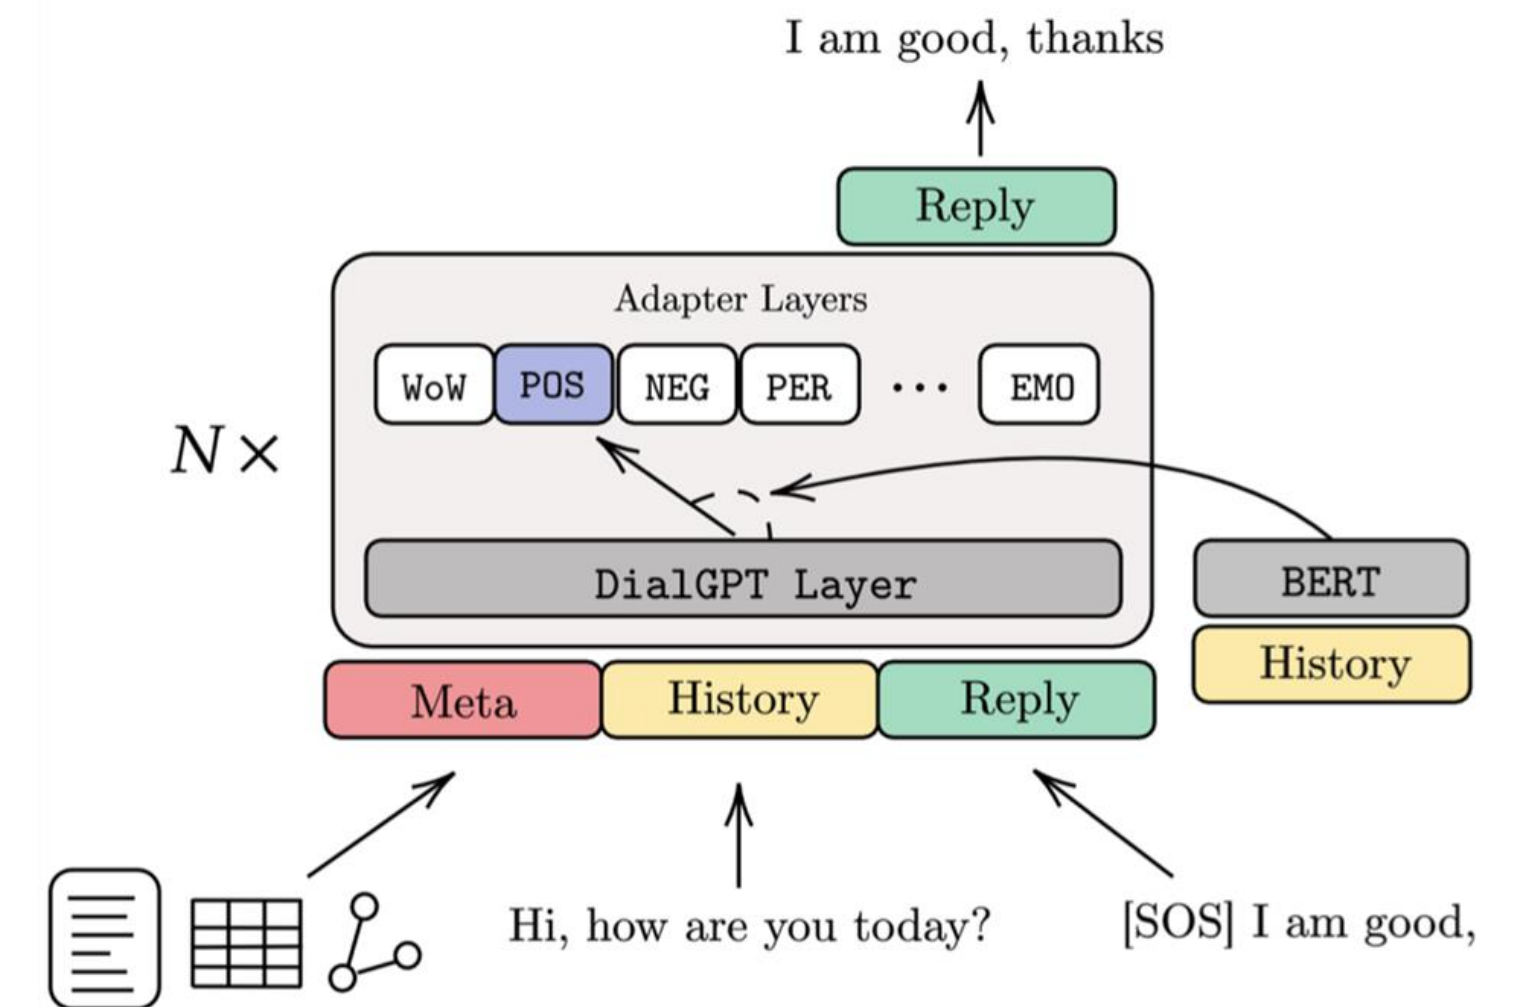 I am good, thanks
Reply
Adapter Layers
WoW POS NEG PER ... EMO
N×
DialGPT Layer
BERT
History
Meta History Reply
Hi, how are you today?
[SOS] I am good,